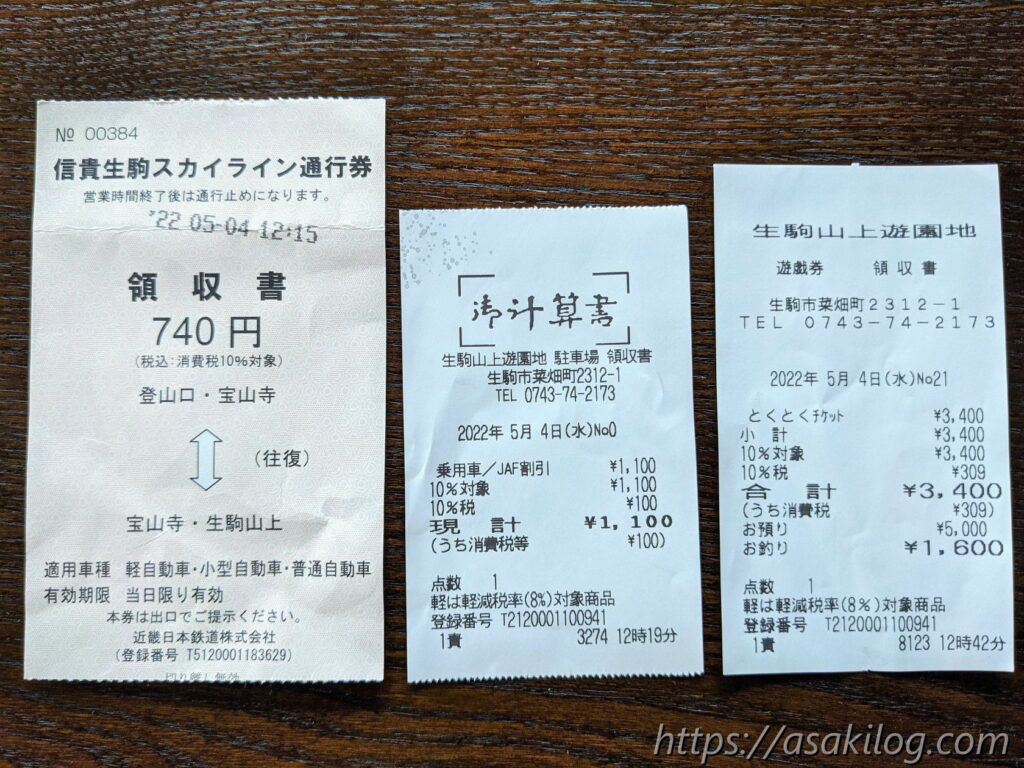 № 00384
信貴生駒スカイライン通行券
営業時間終了後は通行止めになります。
'22 05-04 12:15
領 収 書
740 円
(税込:消費税10%対象)
登山口・宝山寺
(往復)
宝山寺・生駒山上
適用車種 軽自動車・小型自動車・普通自動車
有効期限 当日限り有効
本券は出口でご提示ください。
近畿日本鉄道株式会社
(登録番号 T5120001183629)
切り離し無効
御計算書
生駒山上遊園地 駐車場 領収書
生駒市菜畑町2312-1
TEL 0743-74-2173
2022年 5月 4日(水)No0
乗用車/JAF割引 ¥1,100
10%対象 ¥1,100
10%税 ¥100
現 計 ¥1,100
(うち消費税等 ¥100)
点数 1
軽は軽減税率(8%)対象商品
登録番号 T2120001100941
1責 3274 12時19分
生駒山上遊園地
遊戯券 領収書
生駒市菜畑町2312-1
TEL 0743-74-2173
2022年 5月 4日(水)No21
とくとくチケット ¥3,400
小 計 ¥3,400
10%対象 ¥3,400
10%税 ¥309
合 計 ¥3,400
(うち消費税 ¥309)
お預り ¥5,000
お釣り ¥1,600
点数 1
軽は軽減税率(8%)対象商品
登録番号 T2120001100941
1責 8123 12時42分
https://asakilog.com